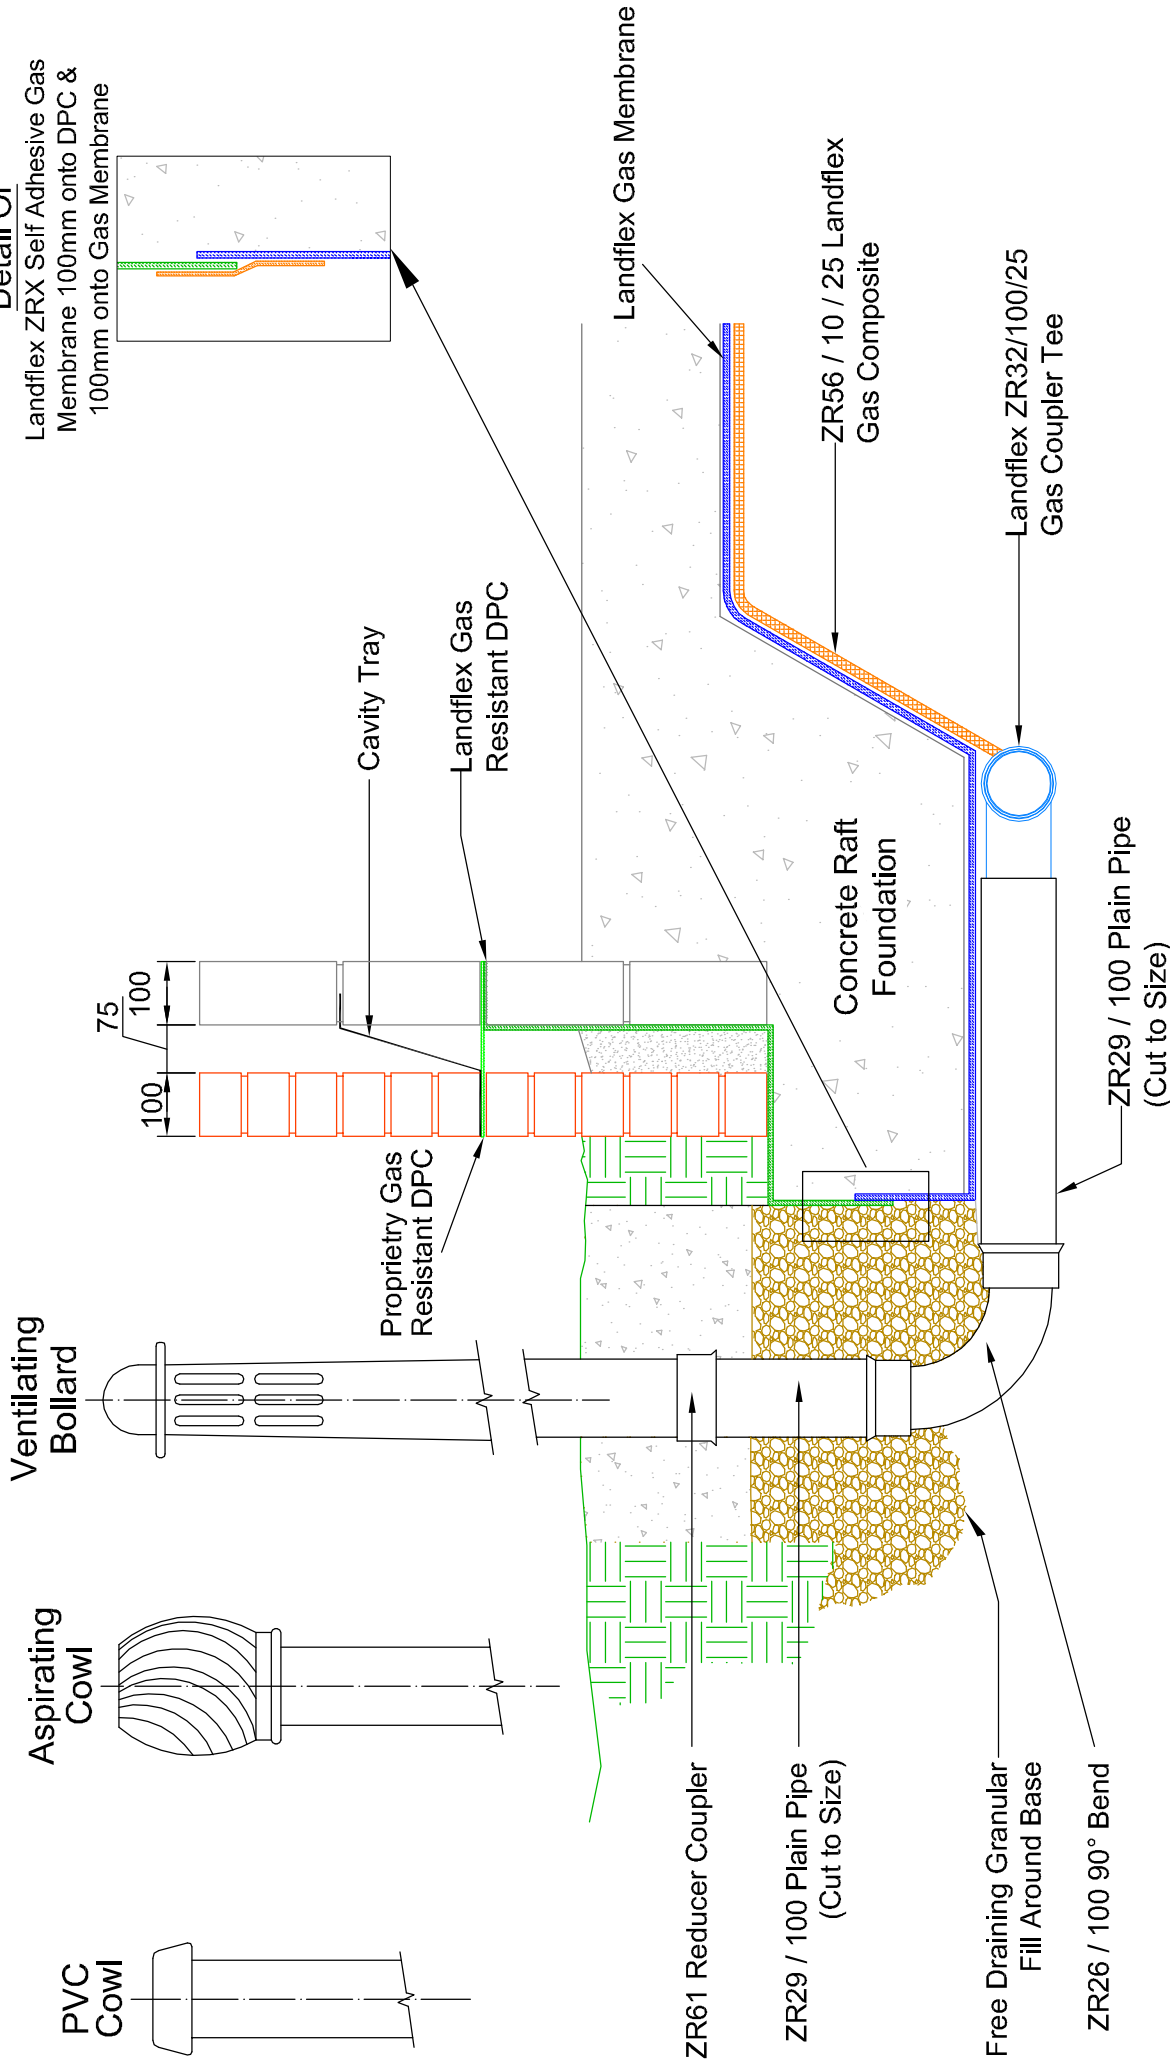 PVC
Cowl
Aspirating
Cowl
Ventilating
Bollard
Landflex ZRX Self Adhesive Gas
Membrane 100mm onto DPC &
100mm onto Gas Membrane
100
75
100
Cavity Tray
Proprietry Gas
Resistant DPC
Landflex Gas
Resistant DPC
Landflex Gas Membrane
ZR61 Reducer Coupler
ZR29 / 100 Plain Pipe
(Cut to Size)
Free Draining Granular
Fill Around Base
ZR26 / 100 90° Bend
Concrete Raft
Foundation
ZR56 / 10 / 25 Landflex
Gas Composite
Landflex ZR32/100/25
Gas Coupler Tee
ZR29 / 100 Plain Pipe
(Cut to Size)